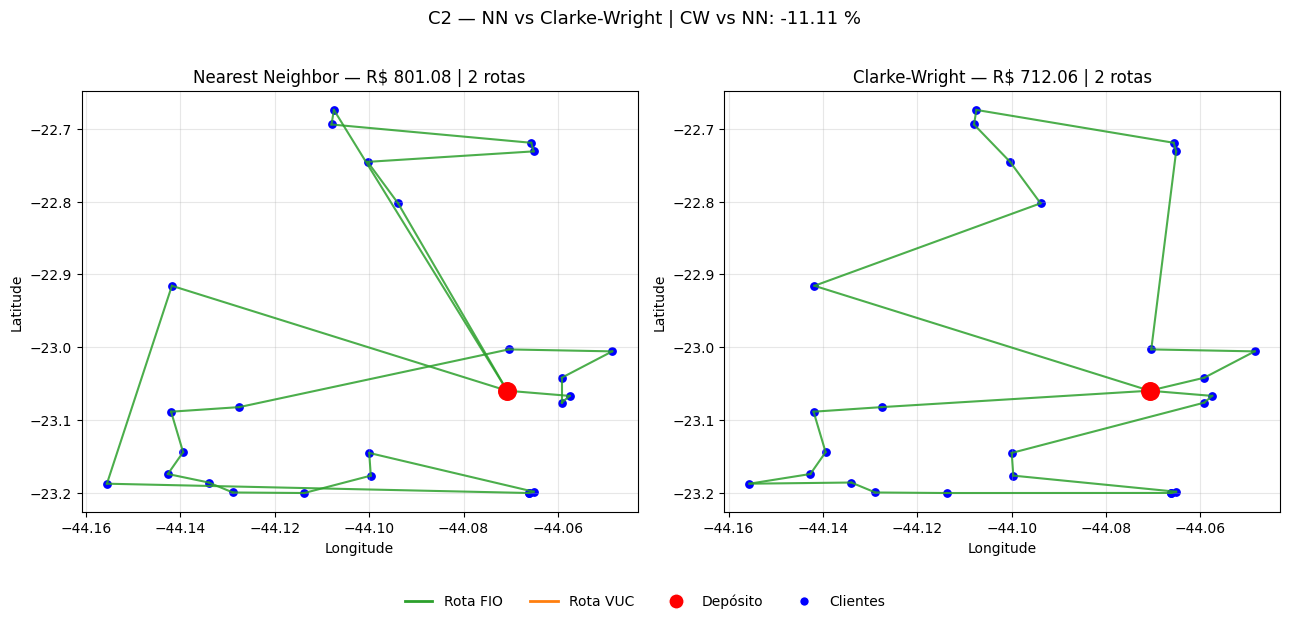 C2 — NN vs Clarke-Wright | CW vs NN: -11.11 %
Nearest Neighbor — R$ 801.08 | 2 rotas
−22.7
−22.8
−22.9
−23.0
−23.1
−23.2
Latitude
−44.16
−44.14
−44.12
−44.10
−44.08
−44.06
Longitude
Clarke-Wright — R$ 712.06 | 2 rotas
−22.7
−22.8
−22.9
−23.0
−23.1
−23.2
Latitude
−44.16
−44.14
−44.12
−44.10
−44.08
−44.06
Longitude
Rota FIO
Rota VUC
Depósito
Clientes